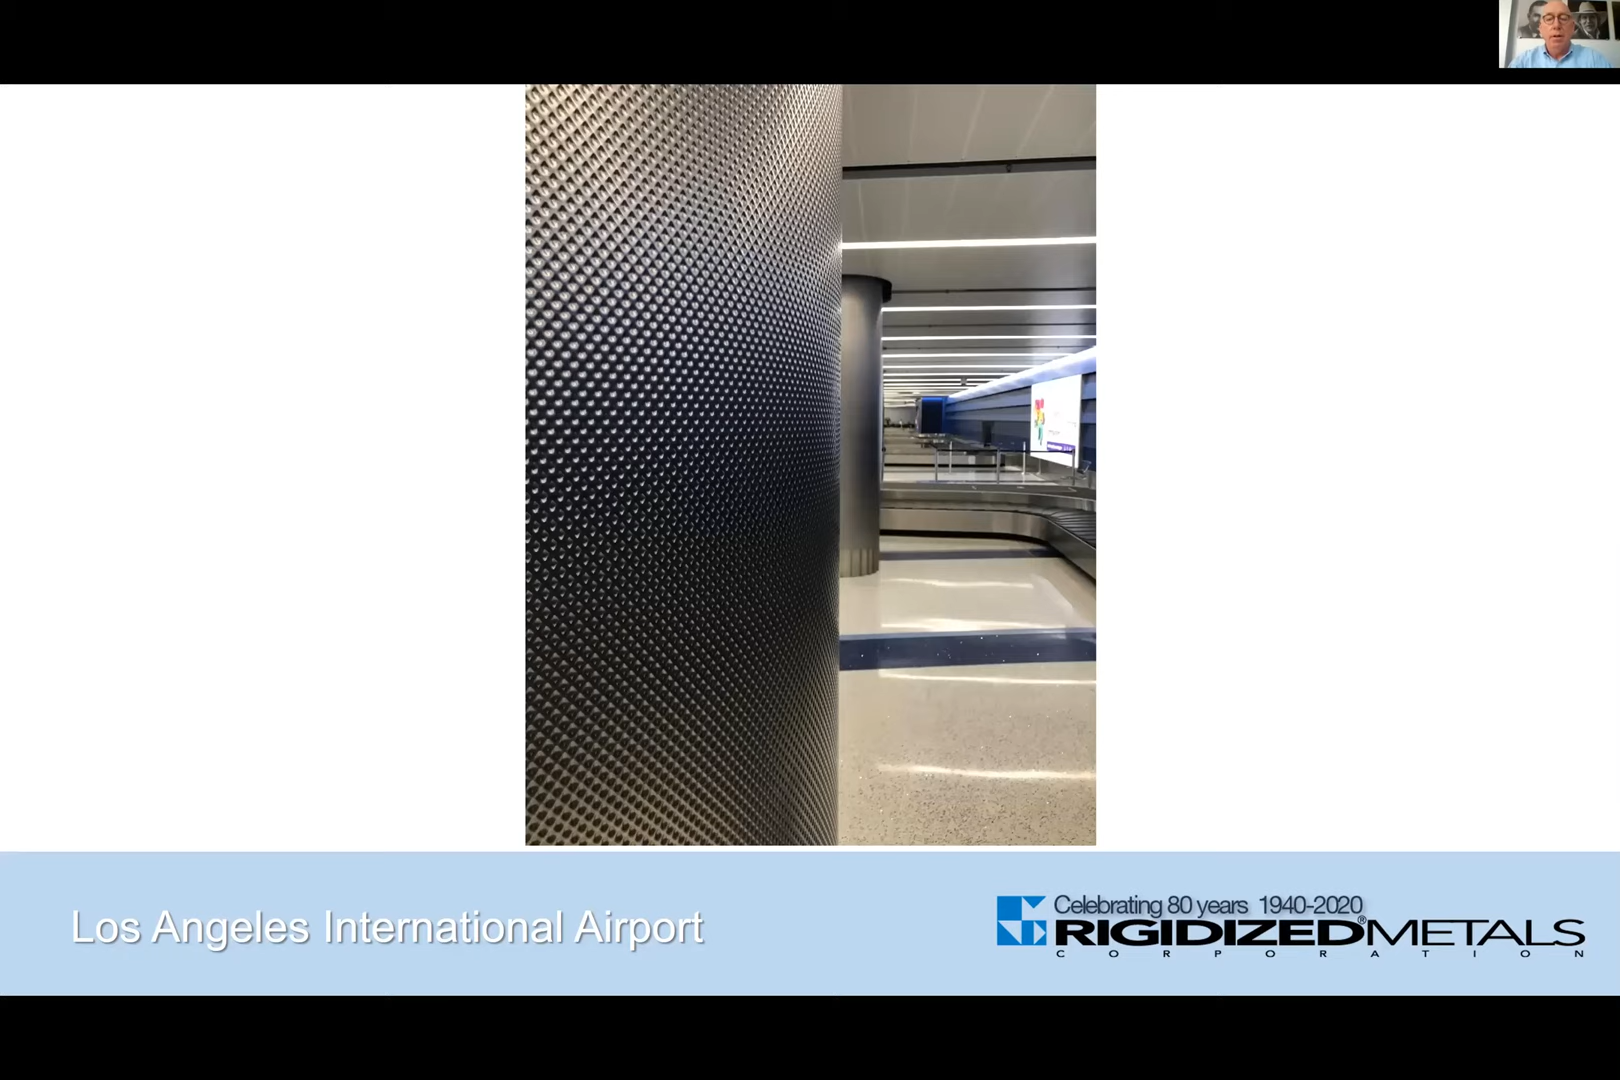 Los Angeles International Airport
Celebrating 80 years 1940-2020
RIGIDIZED®METALS
CORPORATION